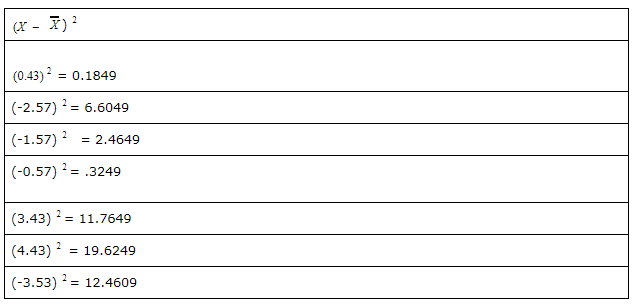 (X – X̅) ²
(0.43) ² = 0.1849
(-2.57) ² = 6.6049
(-1.57) ² = 2.4649
(-0.57) ² = .3249
(3.43) ² = 11.7649
(4.43) ² = 19.6249
(-3.53) ² = 12.4609